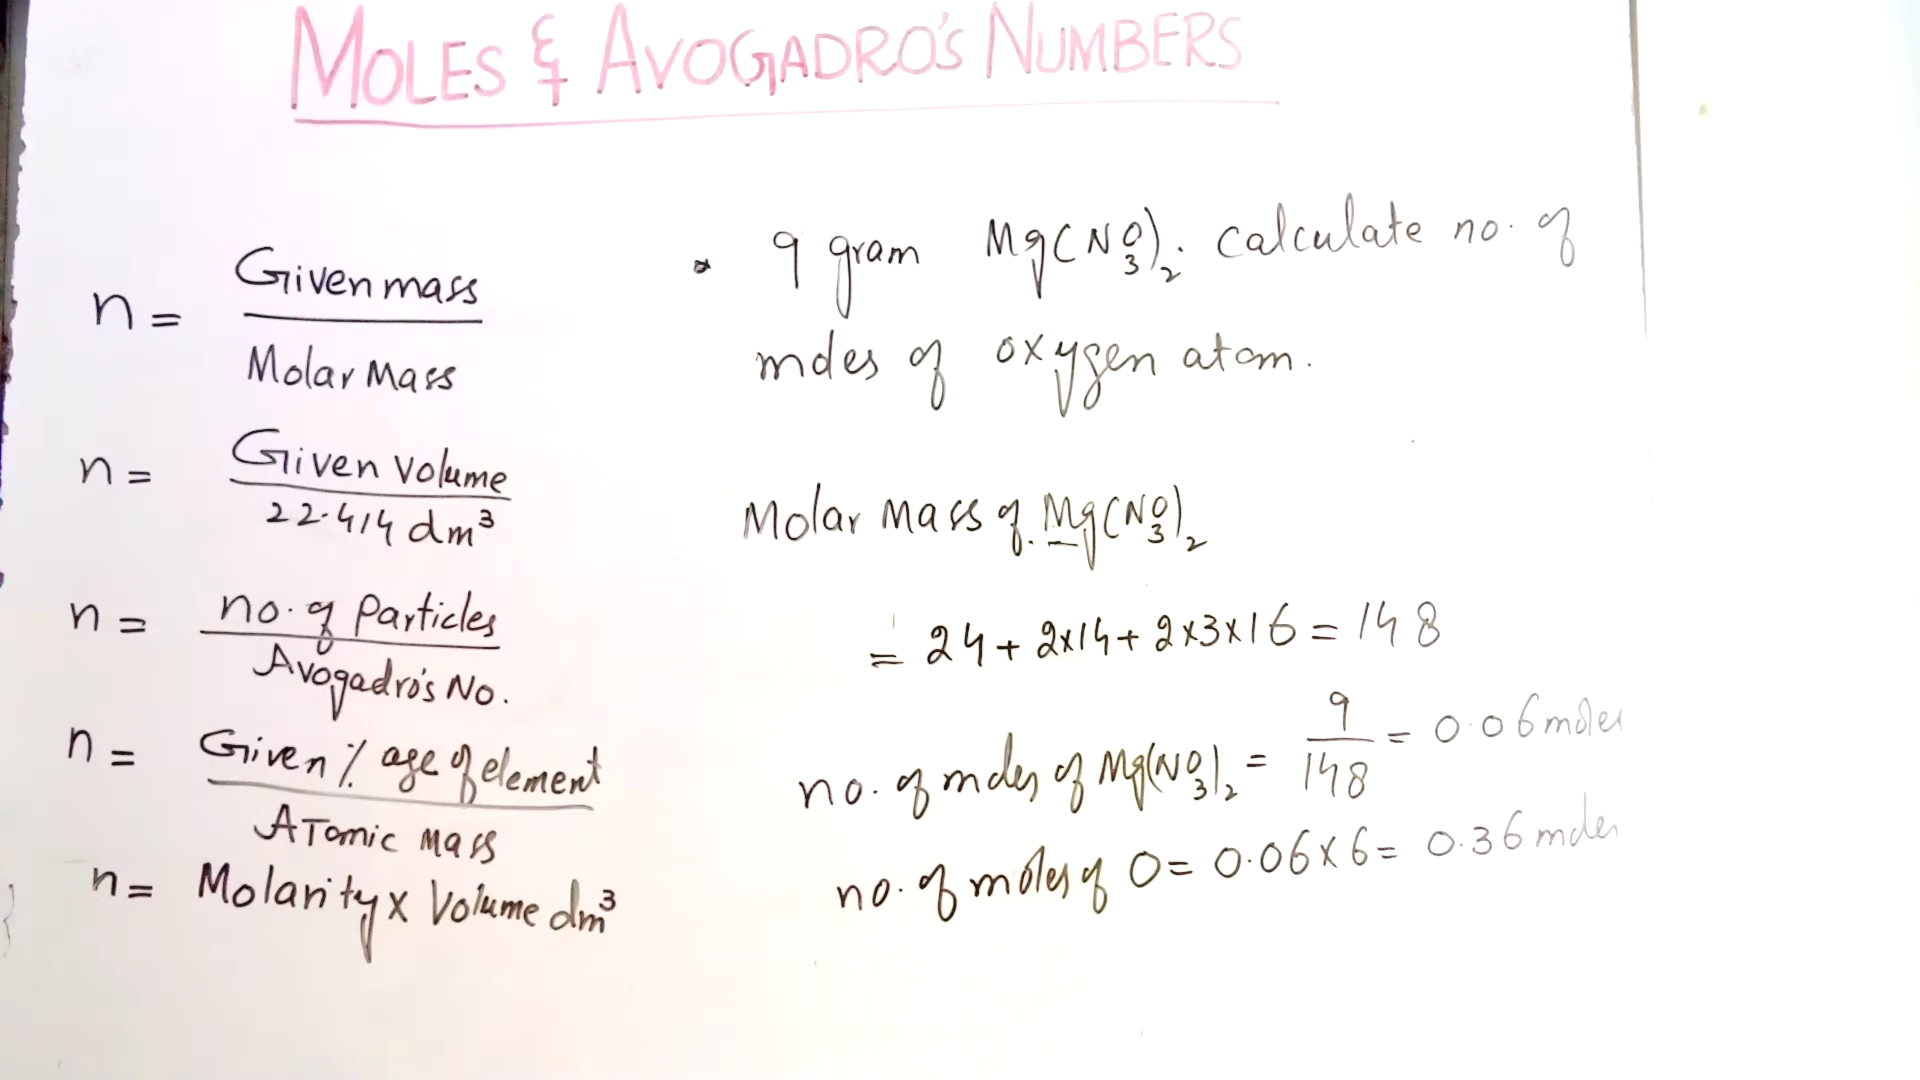 MOLES & AVOGADRO'S NUMBERS
n = Given mass / Molar Mass
n = Given volume / 22.414 dm³
n = no. of Particles / Avogadro's No.
n = Given % age of element / Atomic Mass
n = Molarity x Volume dm³
9 gram Mg(NO₃)₂. calculate no. of
moles of oxygen atom.
Molar Mass of Mg(NO₃)₂
= 24 + 2x14 + 2x3x16 = 148
no. of moles of Mg(NO₃)₂ = 9 / 148 = 0.06 moles
no. of moles of O = 0.06 x 6 = 0.36 moles